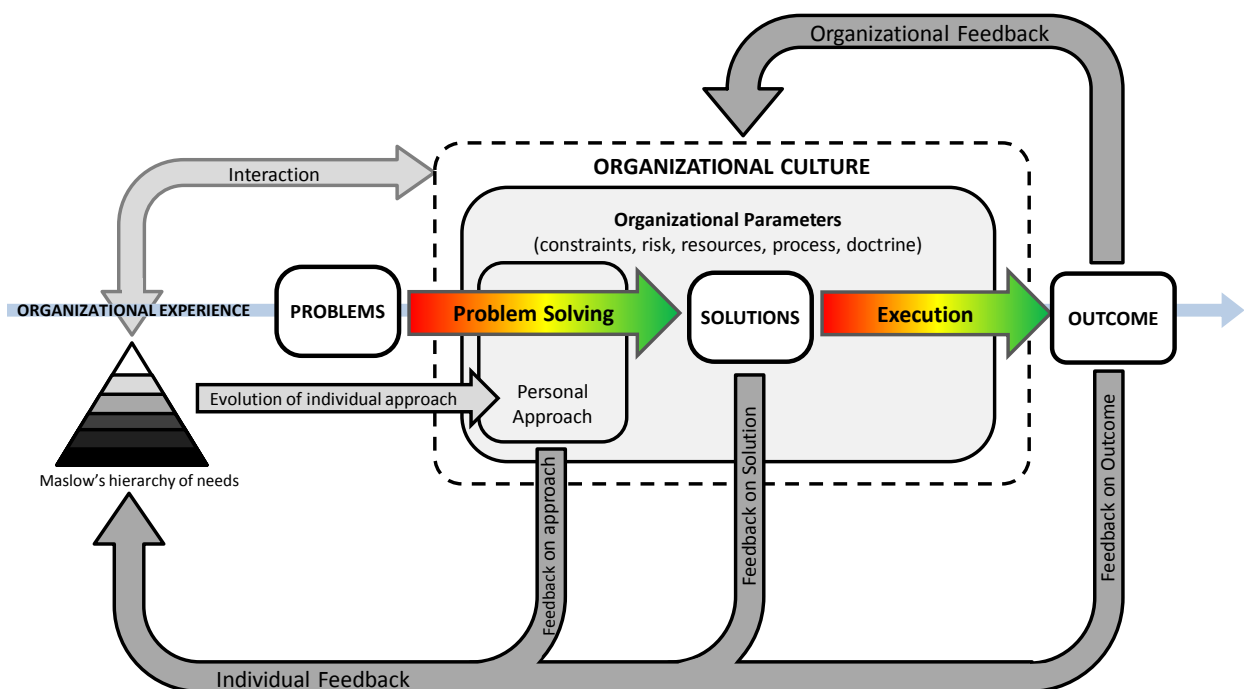 Organizational Feedback
ORGANIZATIONAL CULTURE
Interaction
Organizational Parameters
(constraints, risk, resources, process, doctrine)
ORGANIZATIONAL EXPERIENCE
PROBLEMS
Problem Solving
SOLUTIONS
Execution
OUTCOME
Evolution of individual approach
Personal
Approach
Maslow’s hierarchy of needs
Feedback on approach
Feedback on Solution
Feedback on Outcome
Individual Feedback